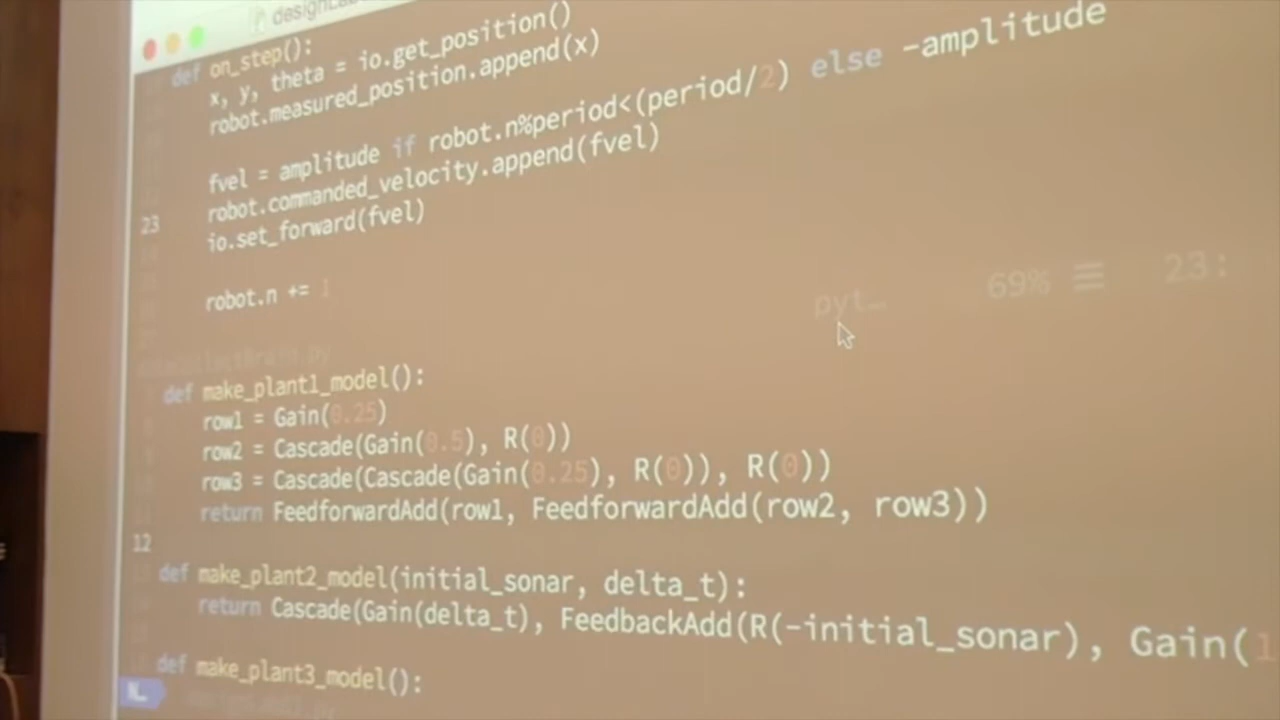 def on_step():
x, y, theta = io.get_position()
robot.measured_position.append(x)
fvel = amplitude if robot.n%period<(period/2) else -amplitude
robot.commanded_velocity.append(fvel)
23
io.set_forward(fvel)
robot.n += 1
pyt… 69% ☰ 23:
def make_plant1_model():
row1 = Gain(0.25)
row2 = Cascade(Gain(0.5), R(0))
row3 = Cascade(Cascade(Gain(0.25), R(0)), R(0))
return FeedforwardAdd(row1, FeedforwardAdd(row2, row3))
12
def make_plant2_model(initial_sonar, delta_t):
return Cascade(Gain(delta_t), FeedbackAdd(R(-initial_sonar), Gain(1
def make_plant3_model():